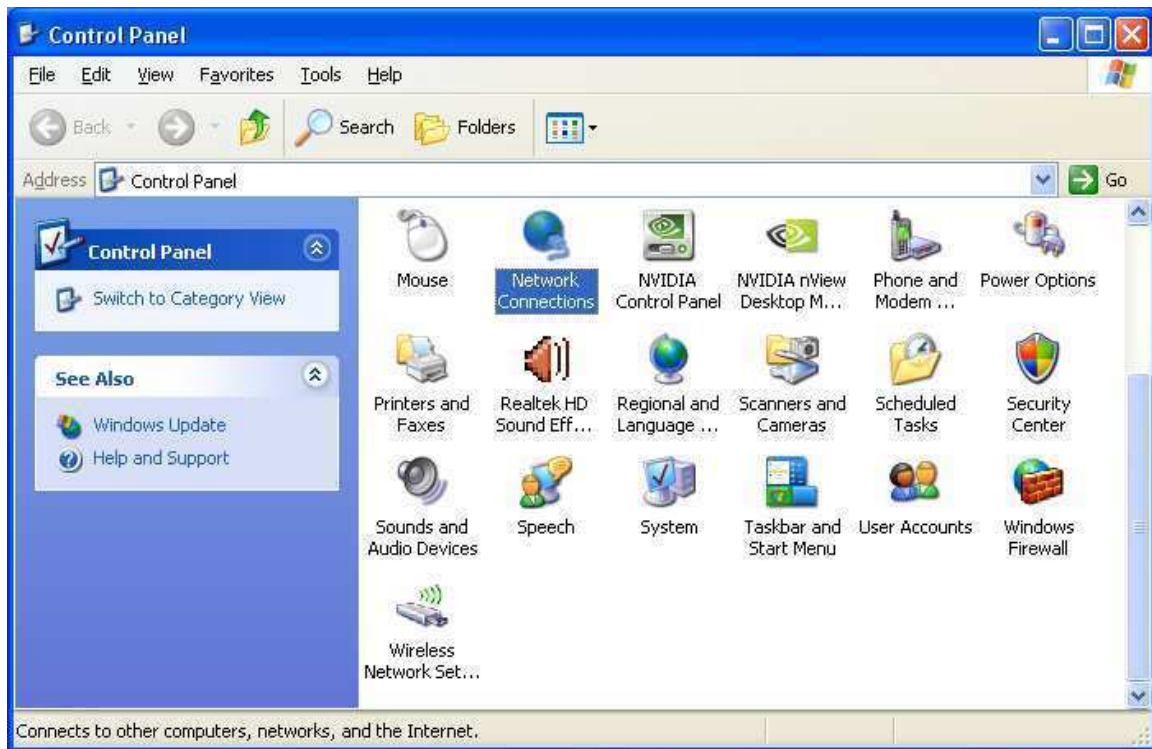 Control Panel
File Edit View Favorites Tools Help
Back Search Folders
Address Control Panel Go
Control Panel
Switch to Category View
See Also
Windows Update
Help and Support
Mouse
Network
Connections
NVIDIA
Control Panel
NVIDIA nView
Desktop M...
Phone and
Modem ...
Power Options
Printers and
Faxes
Realtek HD
Sound Eff...
Regional and
Language ...
Scanners and
Cameras
Scheduled
Tasks
Security
Center
Sounds and
Audio Devices
Speech
System
Taskbar and
Start Menu
User Accounts
Windows
Firewall
Wireless
Network Set...
Connects to other computers, networks, and the Internet.